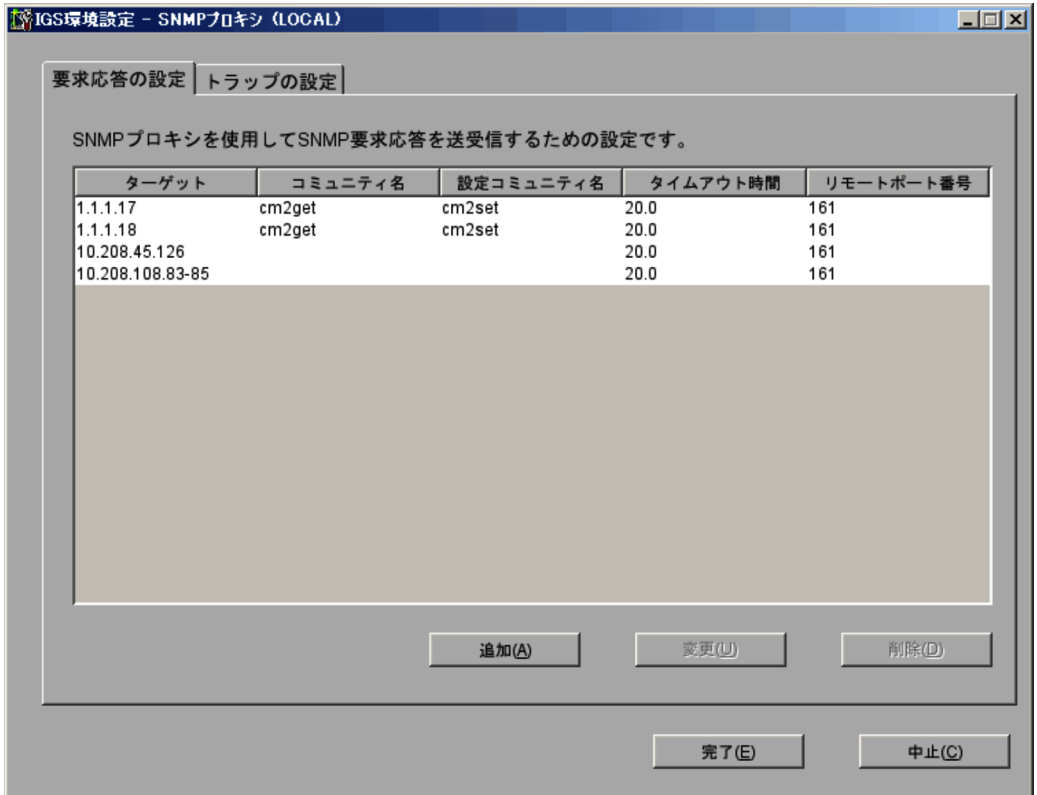 IGS環境設定 - SNMPプロキシ (LOCAL)
要求応答の設定 トラップの設定
SNMPプロキシを使用してSNMP要求応答を送受信するための設定です。
ターゲット コミュニティ名 設定コミュニティ名 タイムアウト時間 リモートポート番号
1.1.1.17 cm2get cm2set 20.0 161
1.1.1.18 cm2get cm2set 20.0 161
10.208.45.126 20.0 161
10.208.108.83-85 20.0 161
追加(A) 変更(U) 削除(D)
完了(E) 中止(C)